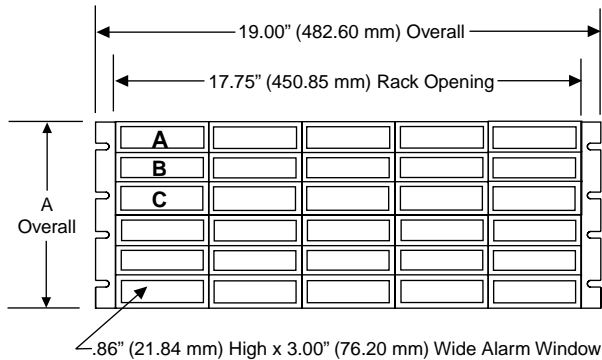 19.00” (482.60 mm) Overall
17.75” (450.85 mm) Rack Opening
A
B
C
A
Overall
.86” (21.84 mm) High x 3.00” (76.20 mm) Wide Alarm Window